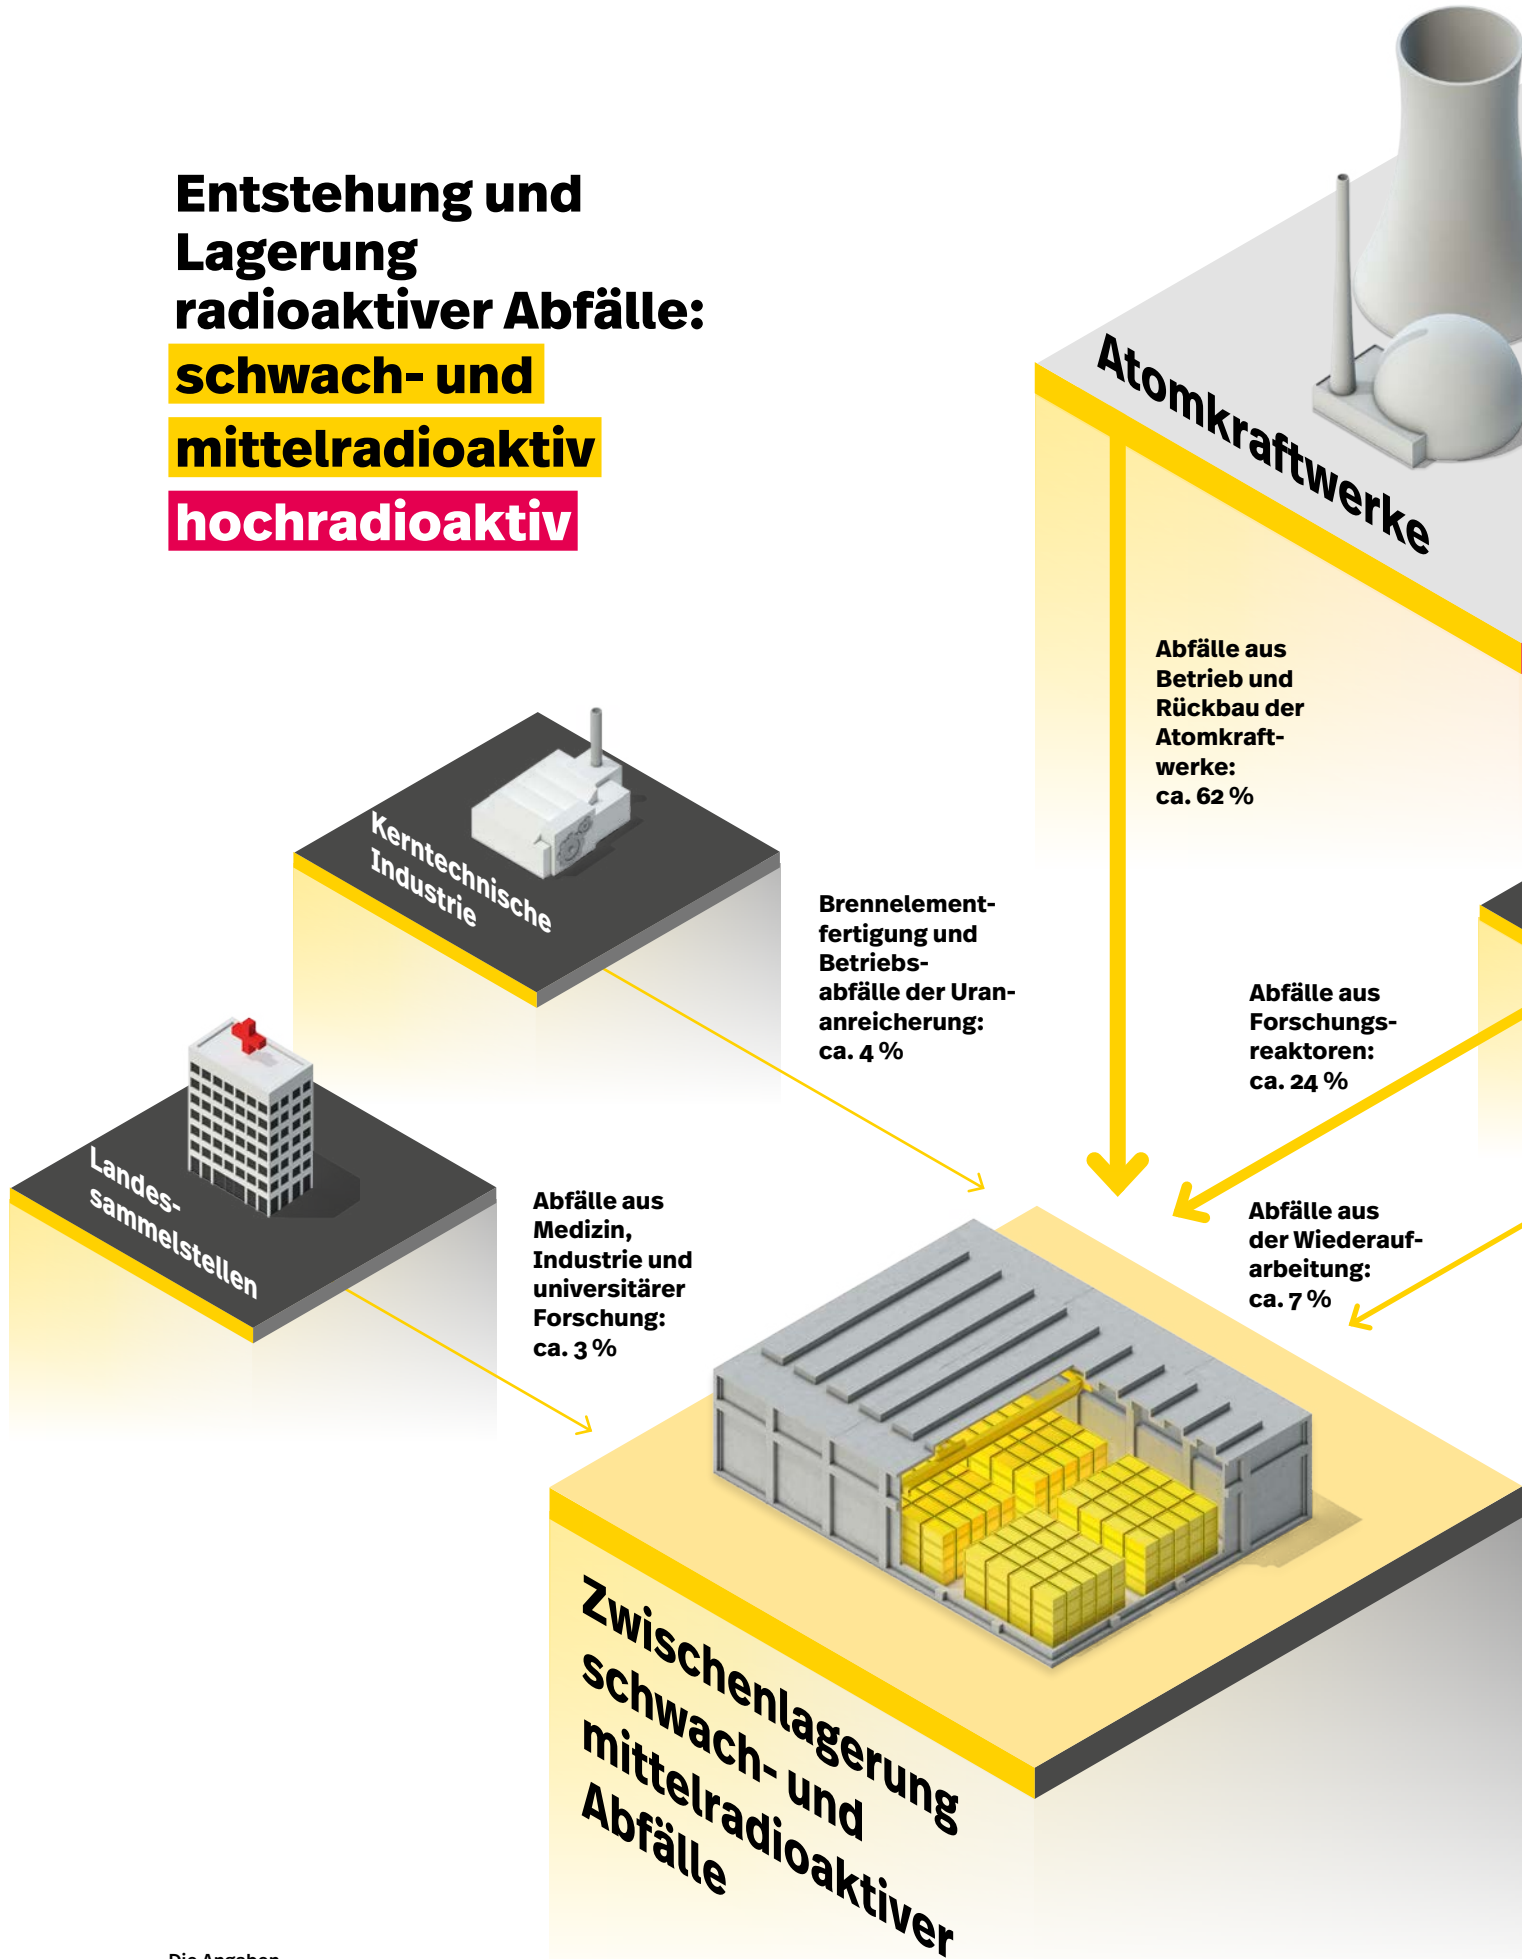 Entstehung und
Lagerung
radioaktiver Abfälle:
schwach- und
mittelradioaktiv
hochradioaktiv
Atomkraftwerke
Abfälle aus
Betrieb und
Rückbau der
Atomkraft-
werke:
ca. 62 %
Kerntechnische
Industrie
Brennelement-
fertigung und
Betriebs-
abfälle der Uran-
anreicherung:
ca. 4 %
Abfälle aus
Forschungs-
reaktoren:
ca. 24 %
Landes-
sammelstellen
Abfälle aus
Medizin,
Industrie und
universitärer
Forschung:
ca. 3 %
Abfälle aus
der Wiederauf-
arbeitung:
ca. 7 %
Zwischenlagerung
schwach- und
mittelradioaktiver
Abfälle
Die Angaben